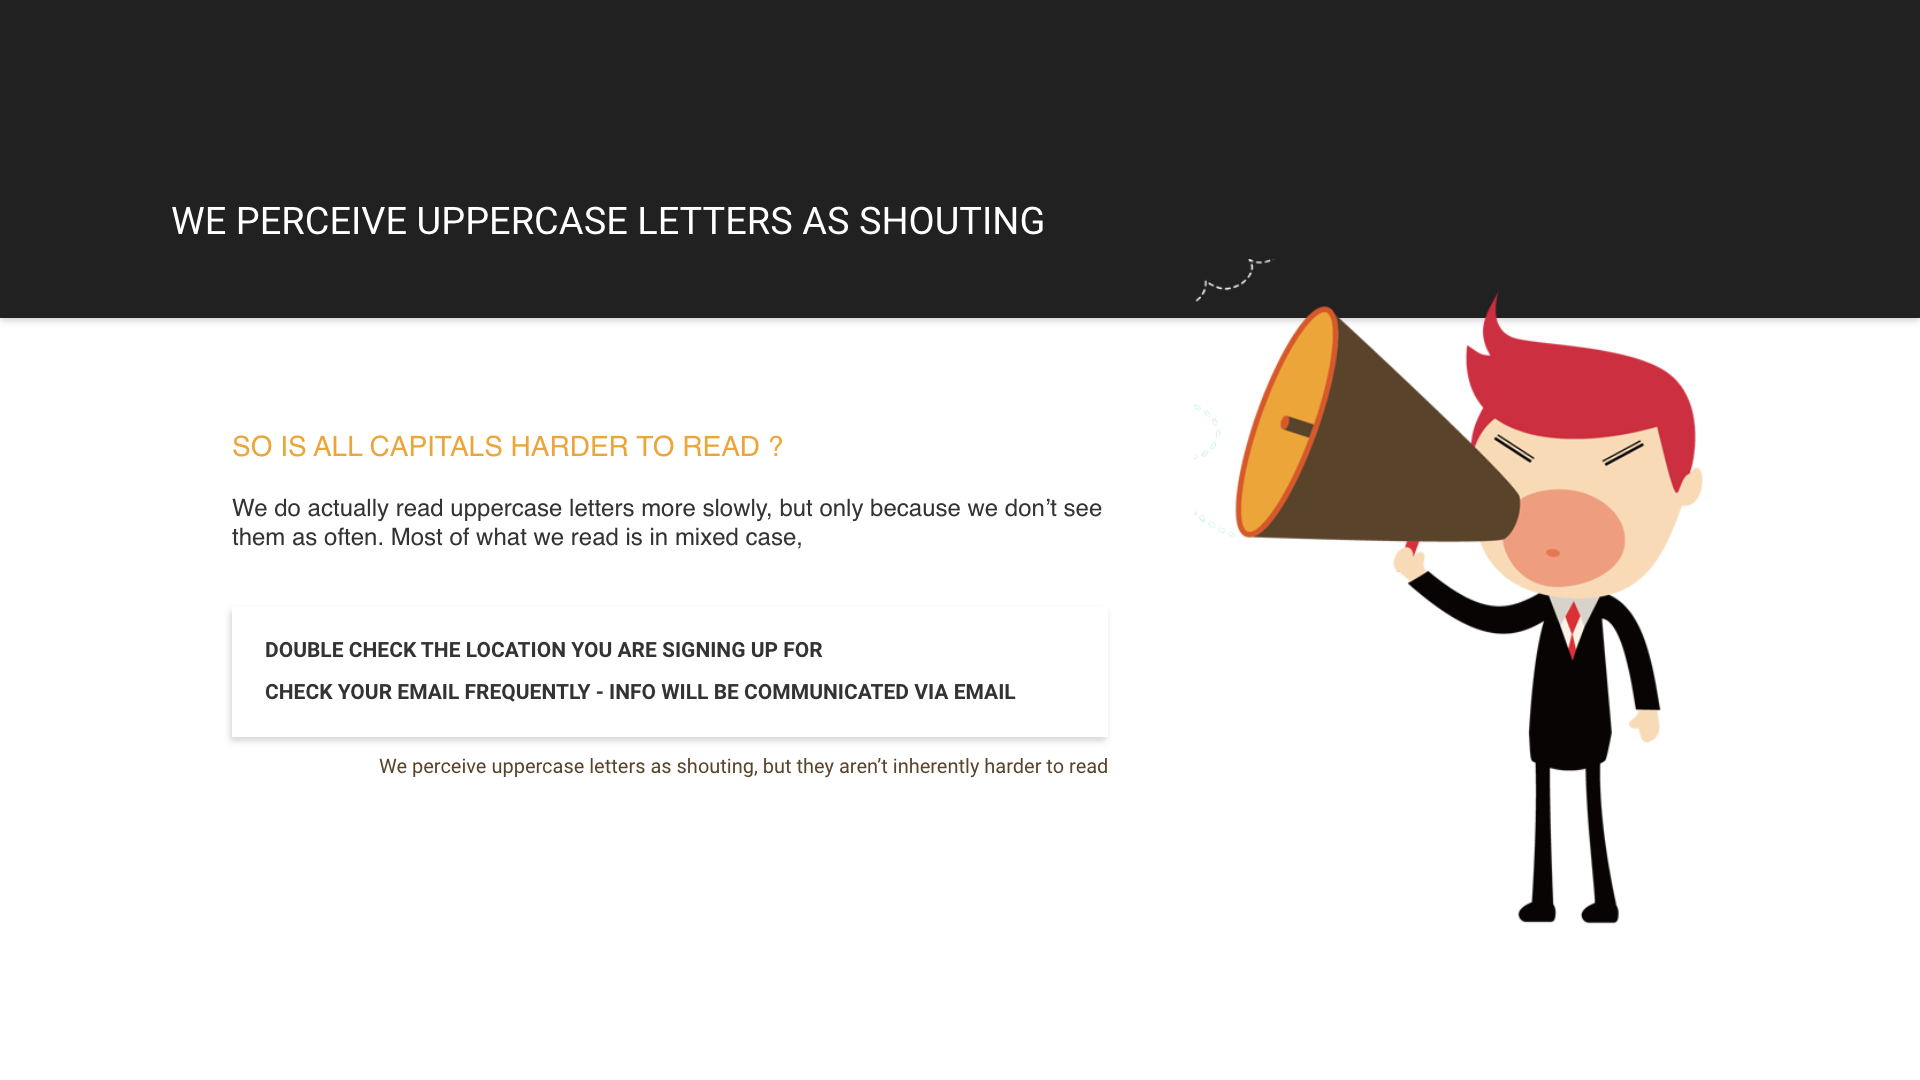 WE PERCEIVE UPPERCASE LETTERS AS SHOUTING
SO IS ALL CAPITALS HARDER TO READ ?
We do actually read uppercase letters more slowly, but only because we don’t see
them as often. Most of what we read is in mixed case,
DOUBLE CHECK THE LOCATION YOU ARE SIGNING UP FOR
CHECK YOUR EMAIL FREQUENTLY - INFO WILL BE COMMUNICATED VIA EMAIL
We perceive uppercase letters as shouting, but they aren’t inherently harder to read